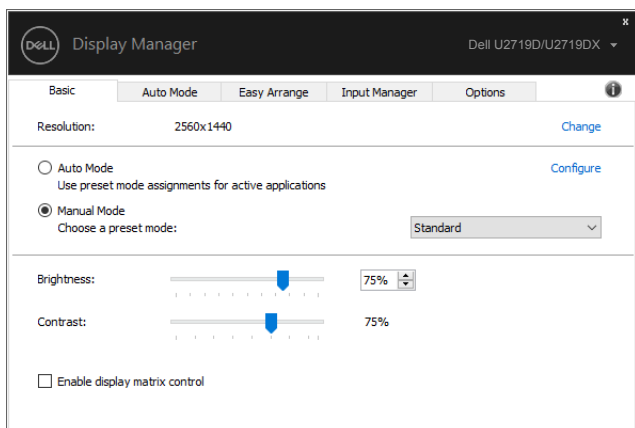 DELL Display Manager Dell U2719D/U2719DX
x
Basic Auto Mode Easy Arrange Input Manager Options
Resolution: 2560x1440 Change
Auto Mode Configure
Use preset mode assignments for active applications
Manual Mode
Choose a preset mode: Standard
Brightness: 75%
Contrast: 75%
Enable display matrix control